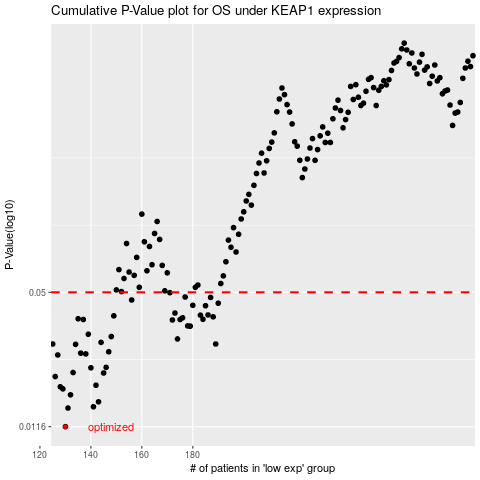 Cumulative P-Value plot for OS under KEAP1 expression
P-Value(log10)
0.05
0.0116
optimized
120 140 160 180
# of patients in 'low exp' group